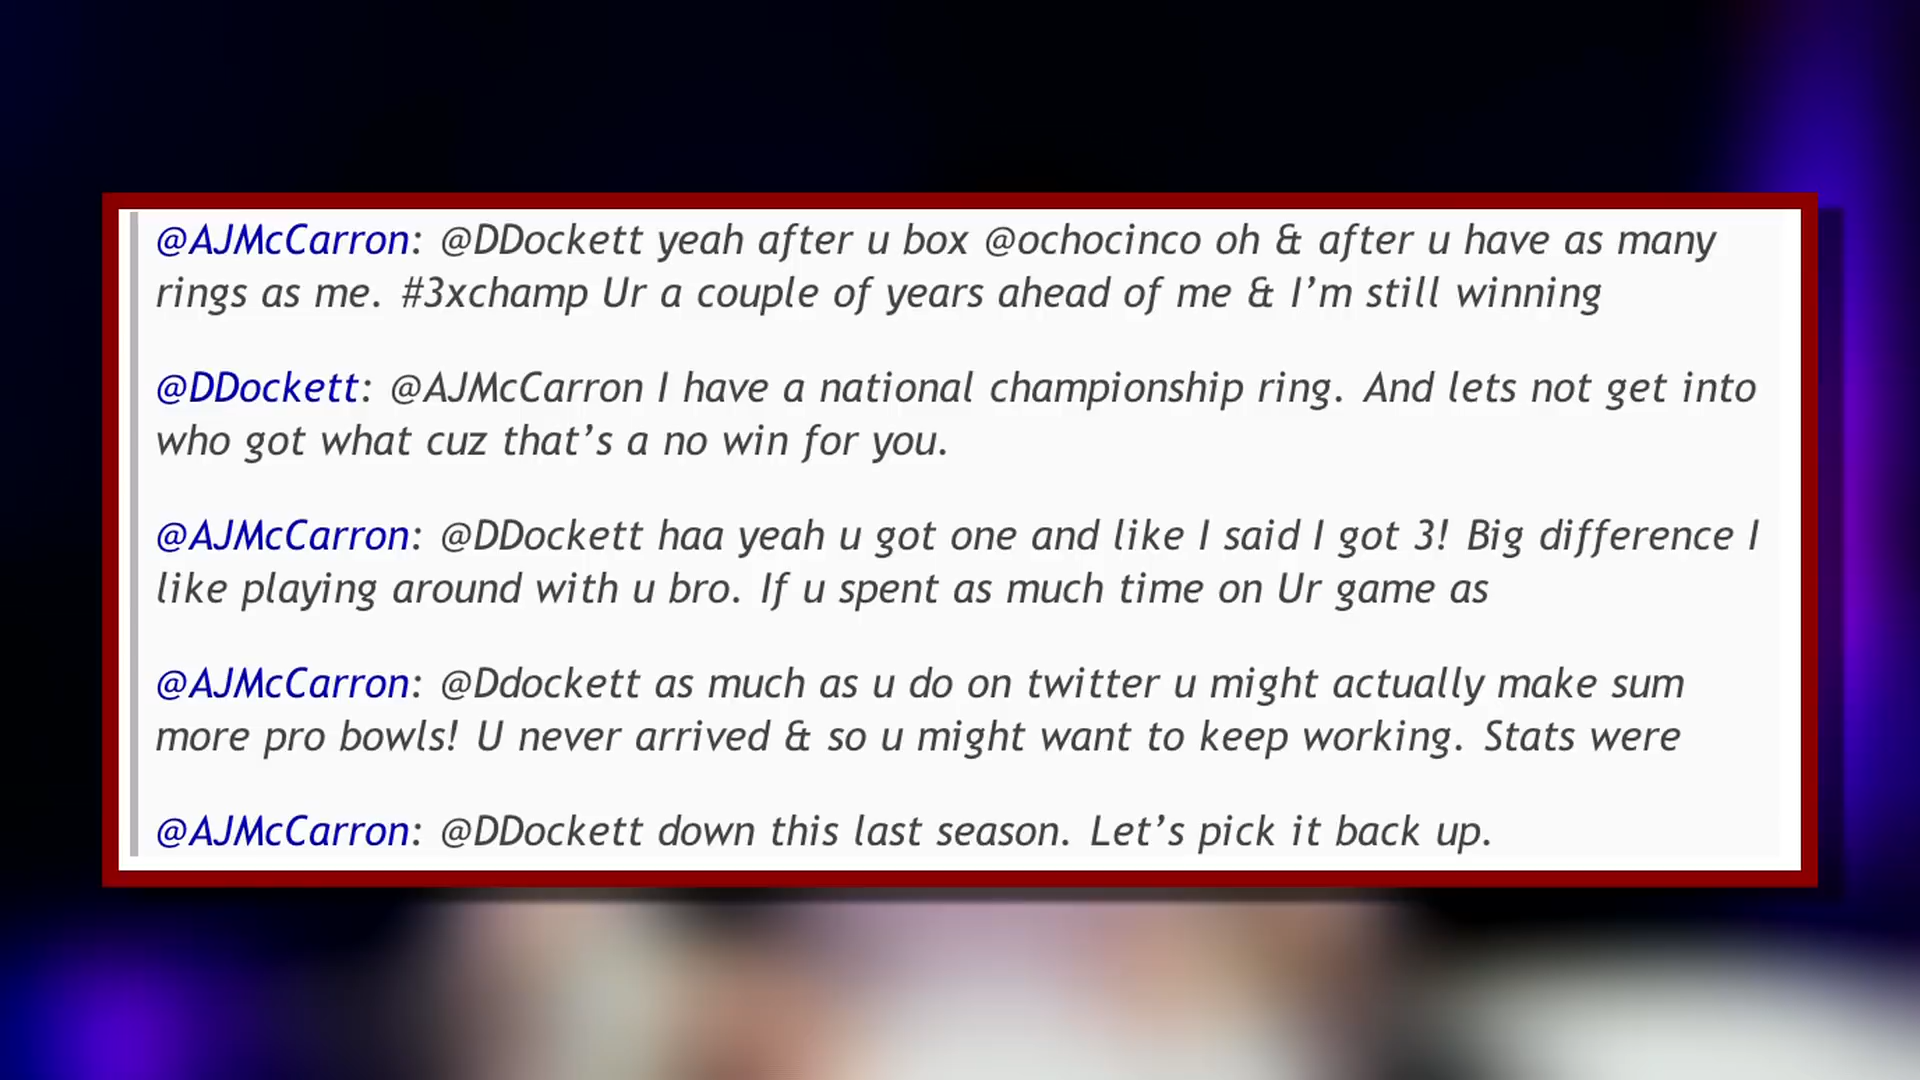 @AJMcCarron: @DDockett yeah after u box @ochocinco oh & after u have as many
rings as me. #3xchamp Ur a couple of years ahead of me & I’m still winning
@DDockett: @AJMcCarron I have a national championship ring. And lets not get into
who got what cuz that’s a no win for you.
@AJMcCarron: @DDockett haa yeah u got one and like I said I got 3! Big difference I
like playing around with u bro. If u spent as much time on Ur game as
@AJMcCarron: @Ddockett as much as u do on twitter u might actually make sum
more pro bowls! U never arrived & so u might want to keep working. Stats were
@AJMcCarron: @DDockett down this last season. Let’s pick it back up.